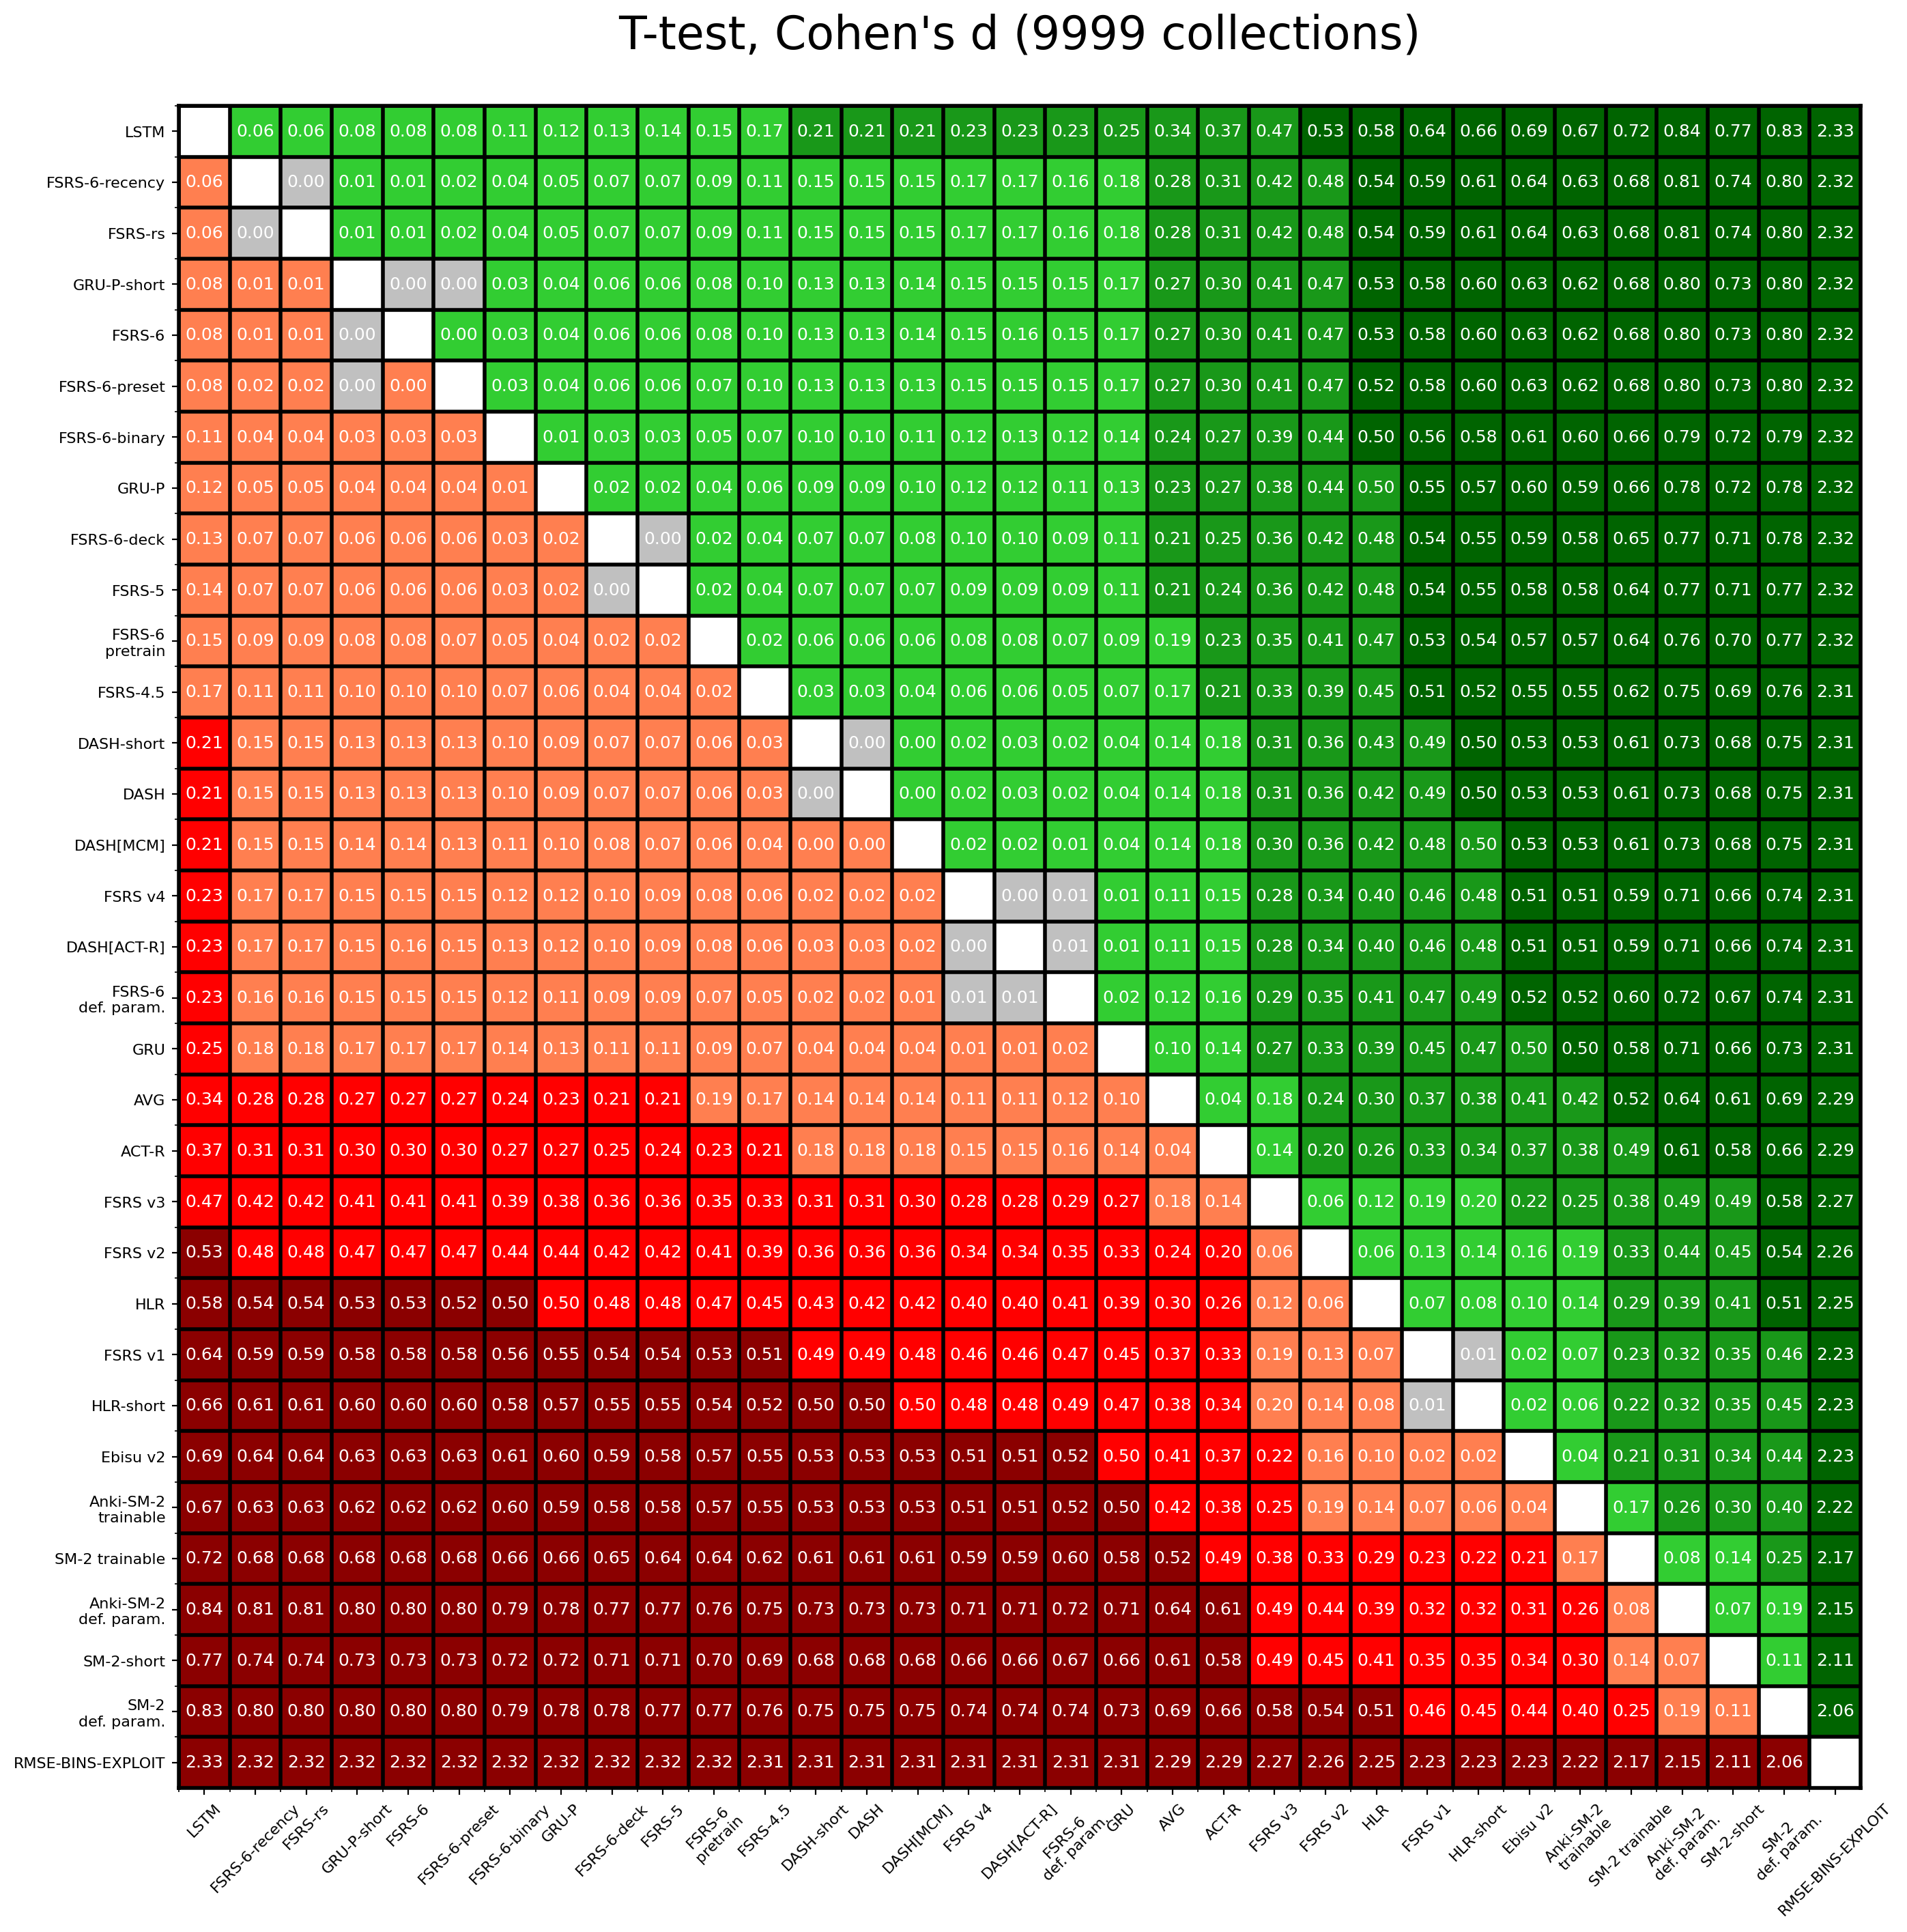 T-test, Cohen's d (9999 collections)
LSTM 0.06 0.06 0.08 0.08 0.08 0.11 0.12 0.13 0.14 0.15 0.17 0.21 0.21 0.21 0.23 0.23 0.23 0.25 0.34 0.37 0.47 0.53 0.58 0.64 0.66 0.69 0.67 0.72 0.84 0.77 0.83 2.33
FSRS-6-recency 0.06 0.00 0.01 0.01 0.02 0.04 0.05 0.07 0.07 0.09 0.11 0.15 0.15 0.15 0.17 0.17 0.16 0.18 0.28 0.31 0.42 0.48 0.54 0.59 0.61 0.64 0.63 0.68 0.81 0.74 0.80 2.32
FSRS-rs 0.06 0.00 0.01 0.01 0.02 0.04 0.05 0.07 0.07 0.09 0.11 0.15 0.15 0.15 0.17 0.17 0.16 0.18 0.28 0.31 0.42 0.48 0.54 0.59 0.61 0.64 0.63 0.68 0.81 0.74 0.80 2.32
GRU-P-short 0.08 0.01 0.01 0.00 0.00 0.03 0.04 0.06 0.06 0.08 0.10 0.13 0.13 0.14 0.15 0.15 0.15 0.17 0.27 0.30 0.41 0.47 0.53 0.58 0.60 0.63 0.62 0.68 0.80 0.73 0.80 2.32
FSRS-6 0.08 0.01 0.01 0.00 0.00 0.03 0.04 0.06 0.06 0.08 0.10 0.13 0.13 0.14 0.15 0.16 0.15 0.17 0.27 0.30 0.41 0.47 0.53 0.58 0.60 0.63 0.62 0.68 0.80 0.73 0.80 2.32
FSRS-6-preset 0.08 0.02 0.02 0.00 0.00 0.03 0.04 0.06 0.06 0.07 0.10 0.13 0.13 0.13 0.15 0.15 0.15 0.17 0.27 0.30 0.41 0.47 0.52 0.58 0.60 0.63 0.62 0.68 0.80 0.73 0.80 2.32
FSRS-6-binary 0.11 0.04 0.04 0.03 0.03 0.03 0.01 0.03 0.03 0.05 0.07 0.10 0.10 0.11 0.12 0.13 0.12 0.14 0.24 0.27 0.39 0.44 0.50 0.56 0.58 0.61 0.60 0.66 0.79 0.72 0.79 2.32
GRU-P 0.12 0.05 0.05 0.04 0.04 0.04 0.01 0.02 0.02 0.04 0.06 0.09 0.09 0.10 0.12 0.12 0.11 0.13 0.23 0.27 0.38 0.44 0.50 0.55 0.57 0.60 0.59 0.66 0.78 0.72 0.78 2.32
FSRS-6-deck 0.13 0.07 0.07 0.06 0.06 0.06 0.03 0.02 0.00 0.02 0.04 0.07 0.07 0.08 0.10 0.10 0.09 0.11 0.21 0.25 0.36 0.42 0.48 0.54 0.55 0.59 0.58 0.65 0.77 0.71 0.78 2.32
FSRS-5 0.14 0.07 0.07 0.06 0.06 0.06 0.03 0.02 0.00 0.02 0.04 0.07 0.07 0.07 0.09 0.09 0.09 0.11 0.21 0.24 0.36 0.42 0.48 0.54 0.55 0.58 0.58 0.64 0.77 0.71 0.77 2.32
FSRS-6
pretrain 0.15 0.09 0.09 0.08 0.08 0.07 0.05 0.04 0.02 0.02 0.02 0.06 0.06 0.06 0.08 0.08 0.07 0.09 0.19 0.23 0.35 0.41 0.47 0.53 0.54 0.57 0.57 0.64 0.76 0.70 0.77 2.32
FSRS-4.5 0.17 0.11 0.11 0.10 0.10 0.10 0.07 0.06 0.04 0.04 0.02 0.03 0.03 0.04 0.06 0.06 0.05 0.07 0.17 0.21 0.33 0.39 0.45 0.51 0.52 0.55 0.55 0.62 0.75 0.69 0.76 2.31
DASH-short 0.21 0.15 0.15 0.13 0.13 0.13 0.10 0.09 0.07 0.07 0.06 0.03 0.00 0.00 0.02 0.03 0.02 0.04 0.14 0.18 0.31 0.36 0.43 0.49 0.50 0.53 0.53 0.61 0.73 0.68 0.75 2.31
DASH 0.21 0.15 0.15 0.13 0.13 0.13 0.10 0.09 0.07 0.07 0.06 0.03 0.00 0.00 0.02 0.03 0.02 0.04 0.14 0.18 0.31 0.36 0.42 0.49 0.50 0.53 0.53 0.61 0.73 0.68 0.75 2.31
DASH[MCM] 0.21 0.15 0.15 0.14 0.14 0.13 0.11 0.10 0.08 0.07 0.06 0.04 0.00 0.00 0.02 0.02 0.01 0.04 0.14 0.18 0.30 0.36 0.42 0.48 0.50 0.53 0.53 0.61 0.73 0.68 0.75 2.31
FSRS v4 0.23 0.17 0.17 0.15 0.15 0.15 0.12 0.12 0.10 0.09 0.08 0.06 0.02 0.02 0.02 0.00 0.01 0.01 0.11 0.15 0.28 0.34 0.40 0.46 0.48 0.51 0.51 0.59 0.71 0.66 0.74 2.31
DASH[ACT-R] 0.23 0.17 0.17 0.15 0.16 0.15 0.13 0.12 0.10 0.09 0.08 0.06 0.03 0.03 0.02 0.00 0.01 0.01 0.11 0.15 0.28 0.34 0.40 0.46 0.48 0.51 0.51 0.59 0.71 0.66 0.74 2.31
FSRS-6
def. param. 0.23 0.16 0.16 0.15 0.15 0.15 0.12 0.11 0.09 0.09 0.07 0.05 0.02 0.02 0.01 0.01 0.01 0.02 0.12 0.16 0.29 0.35 0.41 0.47 0.49 0.52 0.52 0.60 0.72 0.67 0.74 2.31
GRU 0.25 0.18 0.18 0.17 0.17 0.17 0.14 0.13 0.11 0.11 0.09 0.07 0.04 0.04 0.04 0.01 0.01 0.02 0.10 0.14 0.27 0.33 0.39 0.45 0.47 0.50 0.50 0.58 0.71 0.66 0.73 2.31
AVG 0.34 0.28 0.28 0.27 0.27 0.27 0.24 0.23 0.21 0.21 0.19 0.17 0.14 0.14 0.14 0.11 0.11 0.12 0.10 0.04 0.18 0.24 0.30 0.37 0.38 0.41 0.42 0.52 0.64 0.61 0.69 2.29
ACT-R 0.37 0.31 0.31 0.30 0.30 0.30 0.27 0.27 0.25 0.24 0.23 0.21 0.18 0.18 0.18 0.15 0.15 0.16 0.14 0.04 0.14 0.20 0.26 0.33 0.34 0.37 0.38 0.49 0.61 0.58 0.66 2.29
FSRS v3 0.47 0.42 0.42 0.41 0.41 0.41 0.39 0.38 0.36 0.36 0.35 0.33 0.31 0.31 0.30 0.28 0.28 0.29 0.27 0.18 0.14 0.06 0.12 0.19 0.20 0.22 0.25 0.38 0.49 0.49 0.58 2.27
FSRS v2 0.53 0.48 0.48 0.47 0.47 0.47 0.44 0.44 0.42 0.42 0.41 0.39 0.36 0.36 0.36 0.34 0.34 0.35 0.33 0.24 0.20 0.06 0.06 0.13 0.14 0.16 0.19 0.33 0.44 0.45 0.54 2.26
HLR 0.58 0.54 0.54 0.53 0.53 0.52 0.50 0.50 0.48 0.48 0.47 0.45 0.43 0.42 0.42 0.40 0.40 0.41 0.39 0.30 0.26 0.12 0.06 0.07 0.08 0.10 0.14 0.29 0.39 0.41 0.51 2.25
FSRS v1 0.64 0.59 0.59 0.58 0.58 0.58 0.56 0.55 0.54 0.54 0.53 0.51 0.49 0.49 0.48 0.46 0.46 0.47 0.45 0.37 0.33 0.19 0.13 0.07 0.01 0.02 0.07 0.23 0.32 0.35 0.46 2.23
HLR-short 0.66 0.61 0.61 0.60 0.60 0.60 0.58 0.57 0.55 0.55 0.54 0.52 0.50 0.50 0.50 0.48 0.48 0.49 0.47 0.38 0.34 0.20 0.14 0.08 0.01 0.02 0.06 0.22 0.32 0.35 0.45 2.23
Ebisu v2 0.69 0.64 0.64 0.63 0.63 0.63 0.61 0.60 0.59 0.58 0.57 0.55 0.53 0.53 0.53 0.51 0.51 0.52 0.50 0.41 0.37 0.22 0.16 0.10 0.02 0.02 0.04 0.21 0.31 0.34 0.44 2.23
Anki-SM-2
trainable 0.67 0.63 0.63 0.62 0.62 0.62 0.60 0.59 0.58 0.58 0.57 0.55 0.53 0.53 0.53 0.51 0.51 0.52 0.50 0.42 0.38 0.25 0.19 0.14 0.07 0.06 0.04 0.17 0.26 0.30 0.40 2.22
SM-2 trainable 0.72 0.68 0.68 0.68 0.68 0.68 0.66 0.66 0.65 0.64 0.64 0.62 0.61 0.61 0.61 0.59 0.59 0.60 0.58 0.52 0.49 0.38 0.33 0.29 0.23 0.22 0.21 0.17 0.08 0.14 0.25 2.17
Anki-SM-2
def. param. 0.84 0.81 0.81 0.80 0.80 0.80 0.79 0.78 0.77 0.77 0.76 0.75 0.73 0.73 0.73 0.71 0.71 0.72 0.71 0.64 0.61 0.49 0.44 0.39 0.32 0.32 0.31 0.26 0.08 0.07 0.19 2.15
SM-2-short 0.77 0.74 0.74 0.73 0.73 0.73 0.72 0.72 0.71 0.71 0.70 0.69 0.68 0.68 0.68 0.66 0.66 0.67 0.66 0.61 0.58 0.49 0.45 0.41 0.35 0.35 0.34 0.30 0.14 0.07 0.11 2.11
SM-2
def. param. 0.83 0.80 0.80 0.80 0.80 0.80 0.79 0.78 0.78 0.77 0.77 0.76 0.75 0.75 0.75 0.74 0.74 0.74 0.73 0.69 0.66 0.58 0.54 0.51 0.46 0.45 0.44 0.40 0.25 0.19 0.11 2.06
RMSE-BINS-EXPLOIT 2.33 2.32 2.32 2.32 2.32 2.32 2.32 2.32 2.32 2.32 2.32 2.31 2.31 2.31 2.31 2.31 2.31 2.31 2.31 2.29 2.29 2.27 2.26 2.25 2.23 2.23 2.23 2.22 2.17 2.15 2.11 2.06
LSTM
FSRS-6-recency
FSRS-rs
GRU-P-short
FSRS-6
FSRS-6-preset
FSRS-6-binary
GRU-P
FSRS-6-deck
FSRS-5
FSRS-6
pretrain
FSRS-4.5
DASH-short
DASH
DASH[MCM]
FSRS v4
DASH[ACT-R]
FSRS-6
def. param.
GRU
AVG
ACT-R
FSRS v3
FSRS v2
HLR
FSRS v1
HLR-short
Ebisu v2
Anki-SM-2
trainable
SM-2 trainable
Anki-SM-2
def. param.
SM-2-short
SM-2
def. param.
RMSE-BINS-EXPLOIT